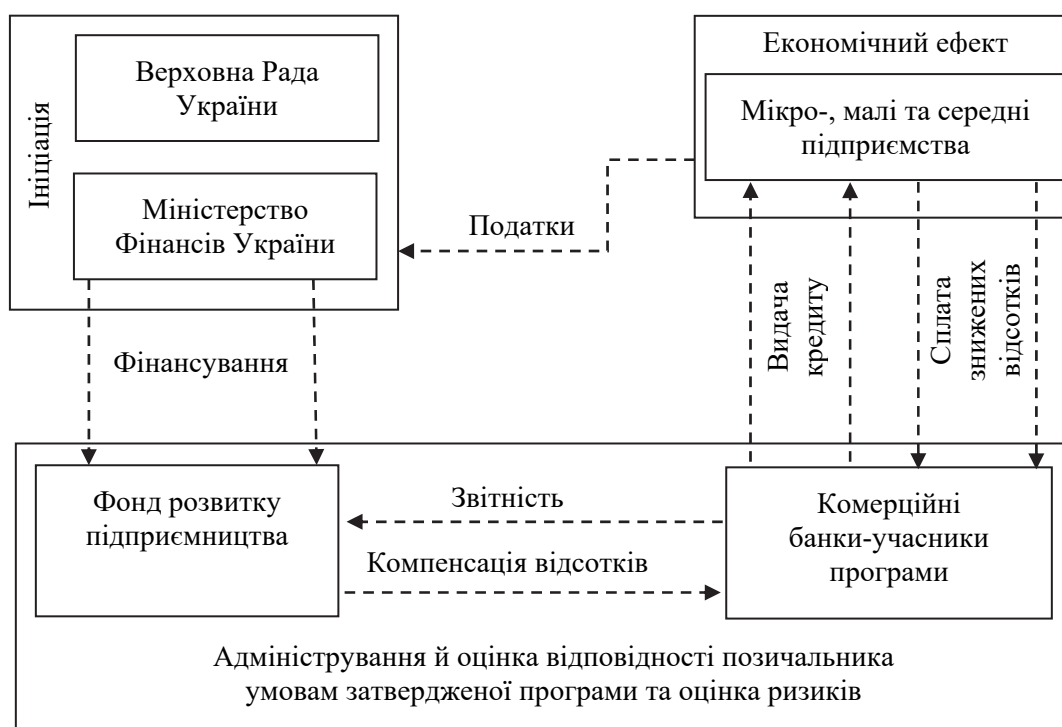 Ініціація
Верховна Рада
України
Міністерство
Фінансів України
Економічний ефект
Мікро-, малі та середні
підприємства
Податки
Фінансування
Видача
кредиту
Сплата
знижених
відсотків
Фонд розвитку
підприємництва
Звітність
Компенсація відсотків
Комерційні
банки-учасники
програми
Адміністрування й оцінка відповідності позичальника
умовам затвердженої програми та оцінка ризиків